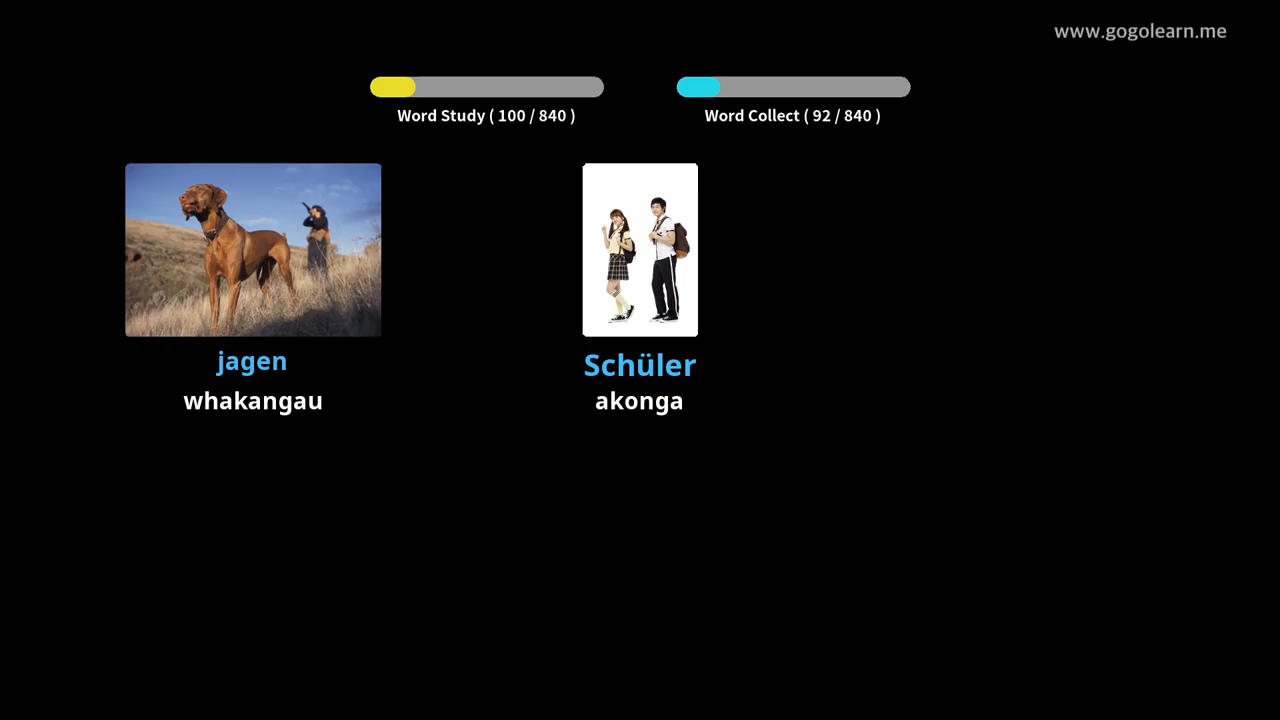 www.gogolearn.me
Word Study ( 100 / 840 )
Word Collect ( 92 / 840 )
jagen
whakangau
Schüler
akonga